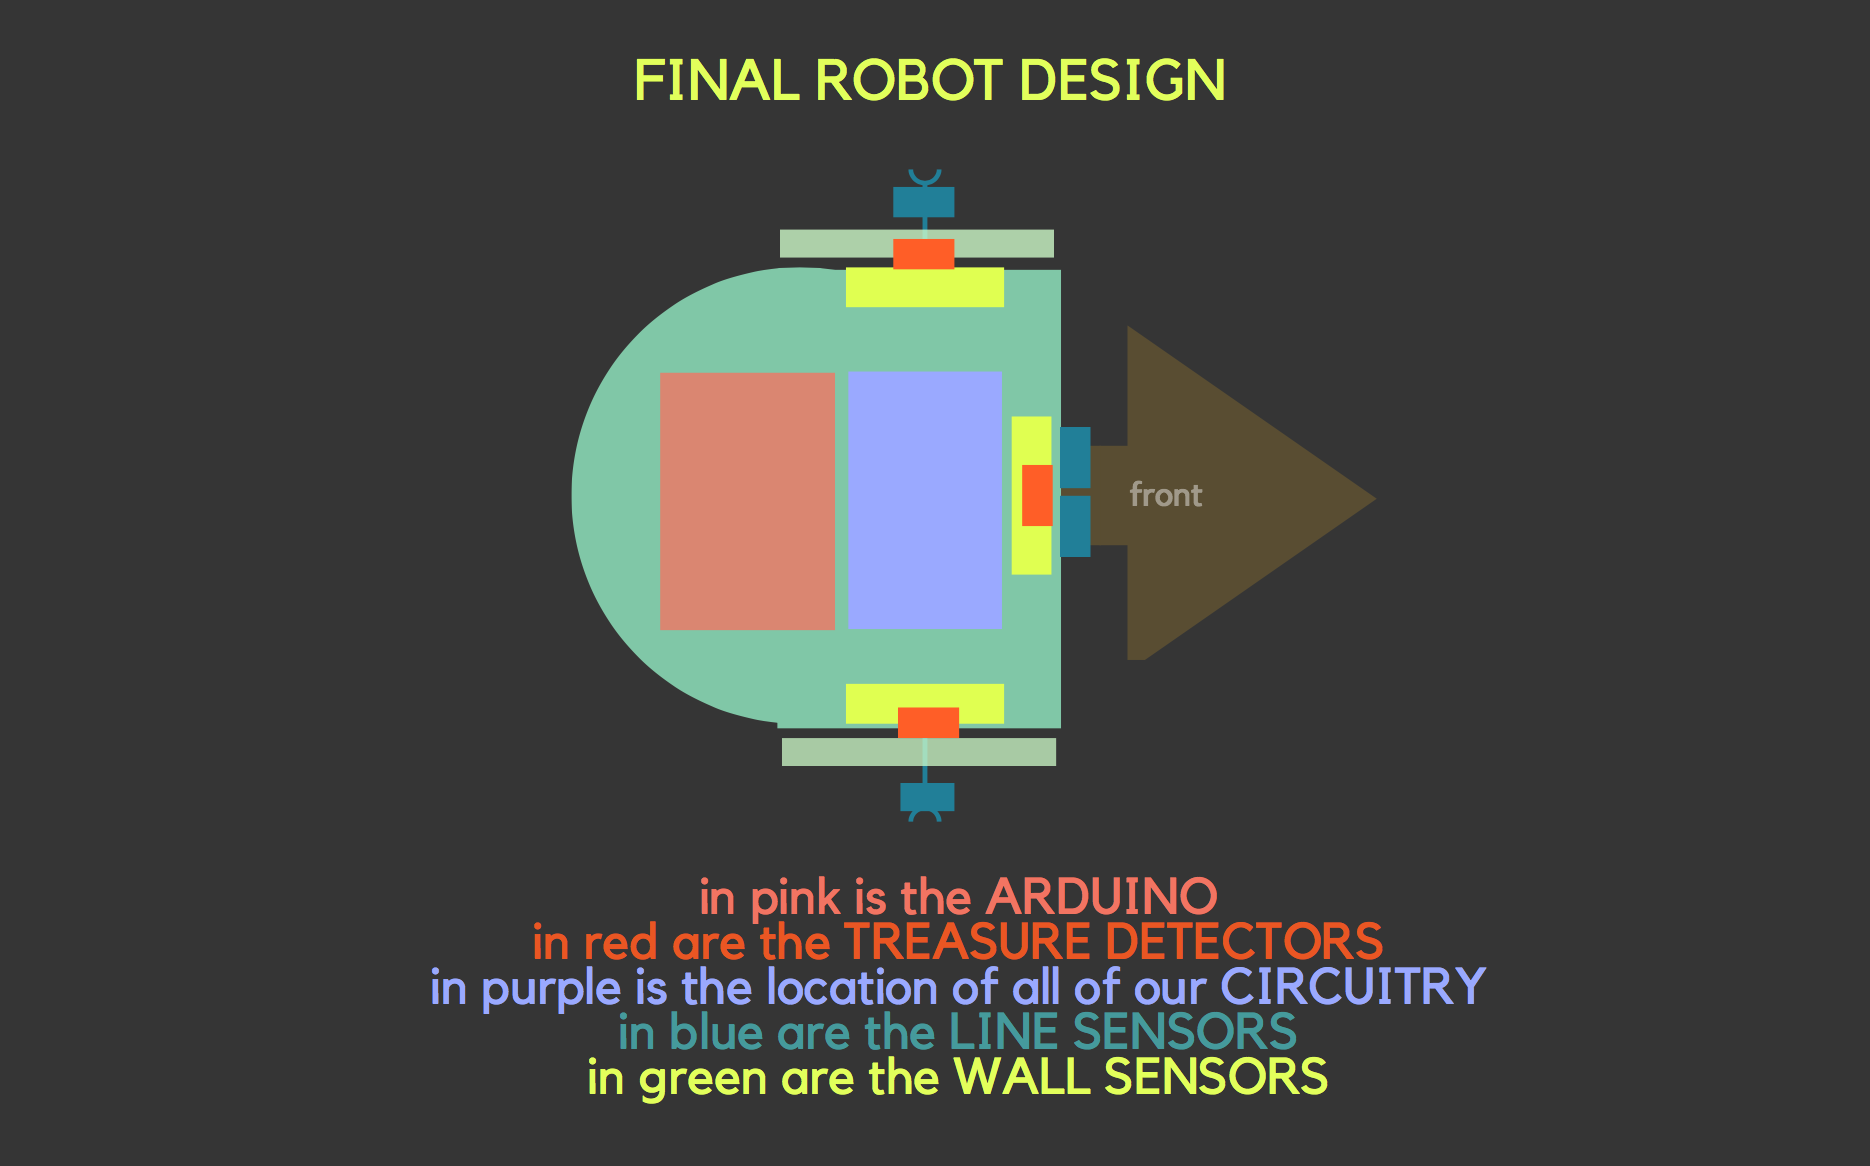 FINAL ROBOT DESIGN
front
in pink is the ARDUINO
in red are the TREASURE DETECTORS
in purple is the location of all of our CIRCUITRY
in blue are the LINE SENSORS
in green are the WALL SENSORS